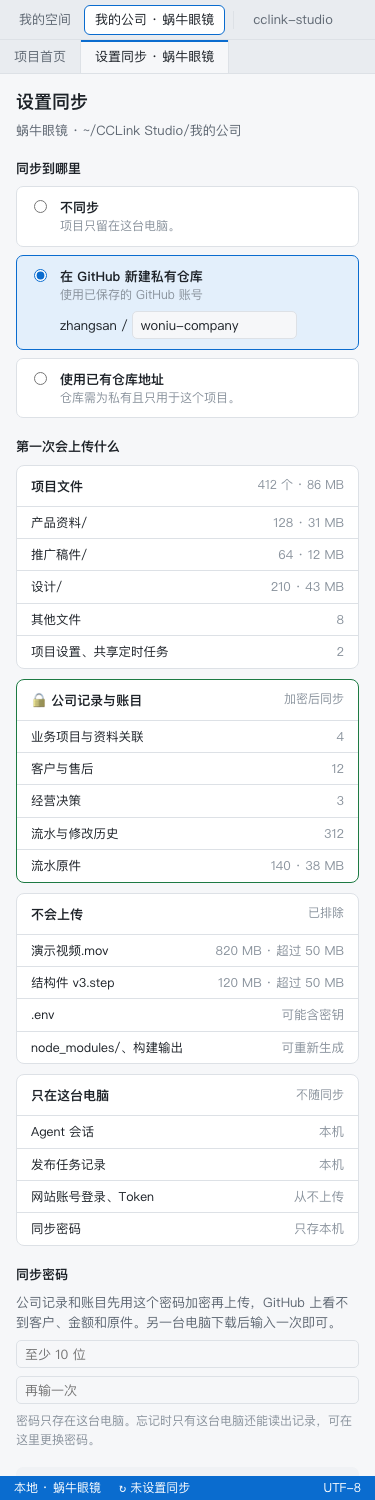 我的空间
我的公司 · 蜗牛眼镜
cclink-studio
项目首页
设置同步 · 蜗牛眼镜
设置同步
蜗牛眼镜 · ~/CCLink Studio/我的公司
同步到哪里
不同步
项目只留在这台电脑。
在 GitHub 新建私有仓库
使用已保存的 GitHub 账号
zhangsan / woniu-company
使用已有仓库地址
仓库需为私有且只用于这个项目。
第一次会上传什么
项目文件 412 个 · 86 MB
产品资料/ 128 · 31 MB
推广稿件/ 64 · 12 MB
设计/ 210 · 43 MB
其他文件 8
项目设置、共享定时任务 2
🔒 公司记录与账目 加密后同步
业务项目与资料关联 4
客户与售后 12
经营决策 3
流水与修改历史 312
流水原件 140 · 38 MB
不会上传 已排除
演示视频.mov 820 MB · 超过 50 MB
结构件 v3.step 120 MB · 超过 50 MB
.env 可能含密钥
node_modules/、构建输出 可重新生成
只在这台电脑 不随同步
Agent 会话 本机
发布任务记录 本机
网站账号登录、Token 从不上传
同步密码 只存本机
同步密码
公司记录和账目先用这个密码加密再上传，GitHub 上看不
到客户、金额和原件。另一台电脑下载后输入一次即可。
至少 10 位
再输一次
密码只存在这台电脑。忘记时只有这台电脑还能读出记录，可在
这里更换密码。
本地 · 蜗牛眼镜 ↻ 未设置同步 UTF-8